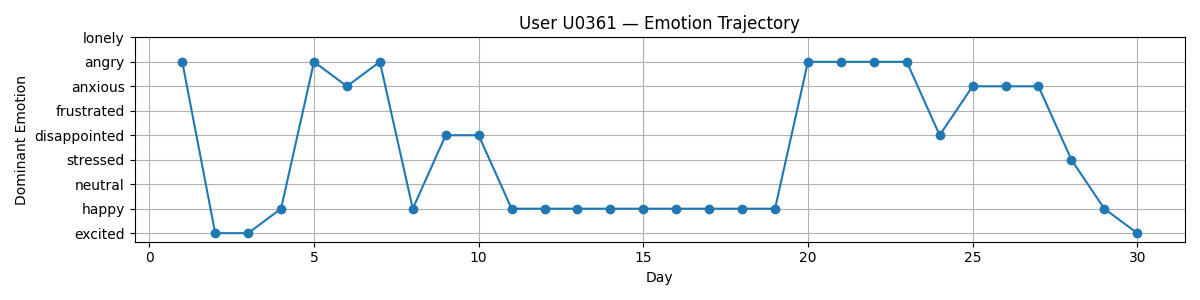 User U0361 — Emotion Trajectory
lonely
angry
anxious
frustrated
disappointed
stressed
neutral
happy
excited
Dominant Emotion
0 5 10 15 20 25 30
Day